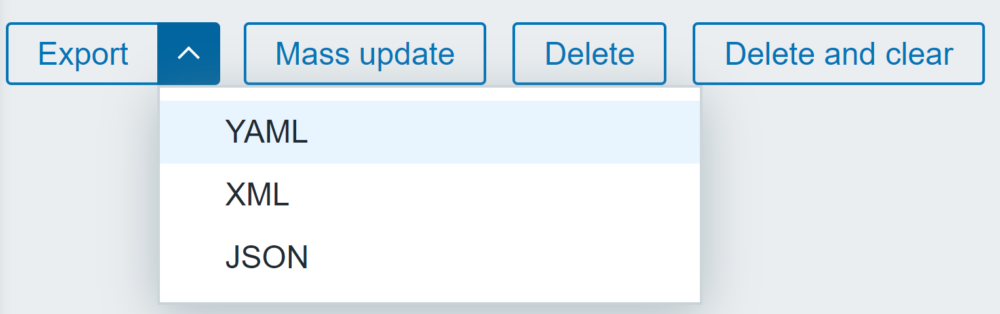 Export Mass update Delete Delete and clear
YAML
XML
JSON